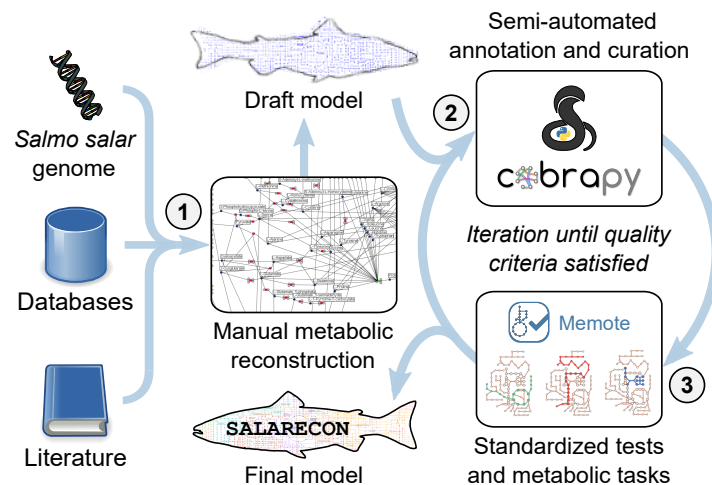 Salmo salar
genome
Databases
Literature
1
Manual metabolic
reconstruction
Draft model
2
Semi-automated
annotation and curation
cobrapy
Iteration until quality
criteria satisfied
Memote
3
Standardized tests
and metabolic tasks
SALARECON
Final model